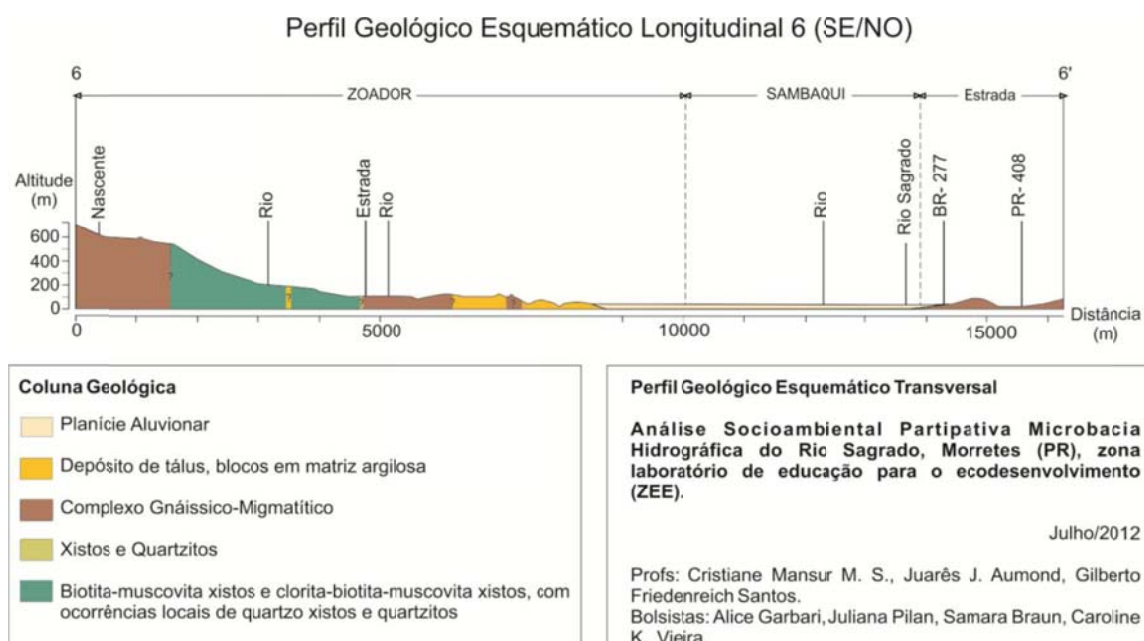 Perfil Geológico Esquemático Longitudinal 6 (SE/NO)
6
6'
ZOADOR
SAMBAQUI
Estrada
Altitude
(m)
Nascente
Rio
Estrada
Rio
Rio
Rio Sagrado
BR- 277
PR- 408
600
400
200
0
?
?
?
?
?
0
5000
10000
15000
Distância
(m)
Coluna Geológica
Planície Aluvionar
Depósito de tálus, blocos em matriz argilosa
Complexo Gnáissico-Migmatítico
Xistos e Quartzitos
Biotita-muscovita xistos e clorita-biotita-muscovita xistos, com
ocorrências locais de quartzo xistos e quartzitos
Perfil Geológico Esquemático Transversal
Análise Socioambiental Partipativa Microbacia
Hidrográfica do Rio Sagrado, Morretes (PR), zona
laboratório de educação para o ecodesenvolvimento
(ZEE).
Julho/2012
Profs: Cristiane Mansur M. S., Juarês J. Aumond, Gilberto
Friedenreich Santos.
Bolsistas: Alice Garbari,Juliana Pilan, Samara Braun, Caroline
K. Vieira